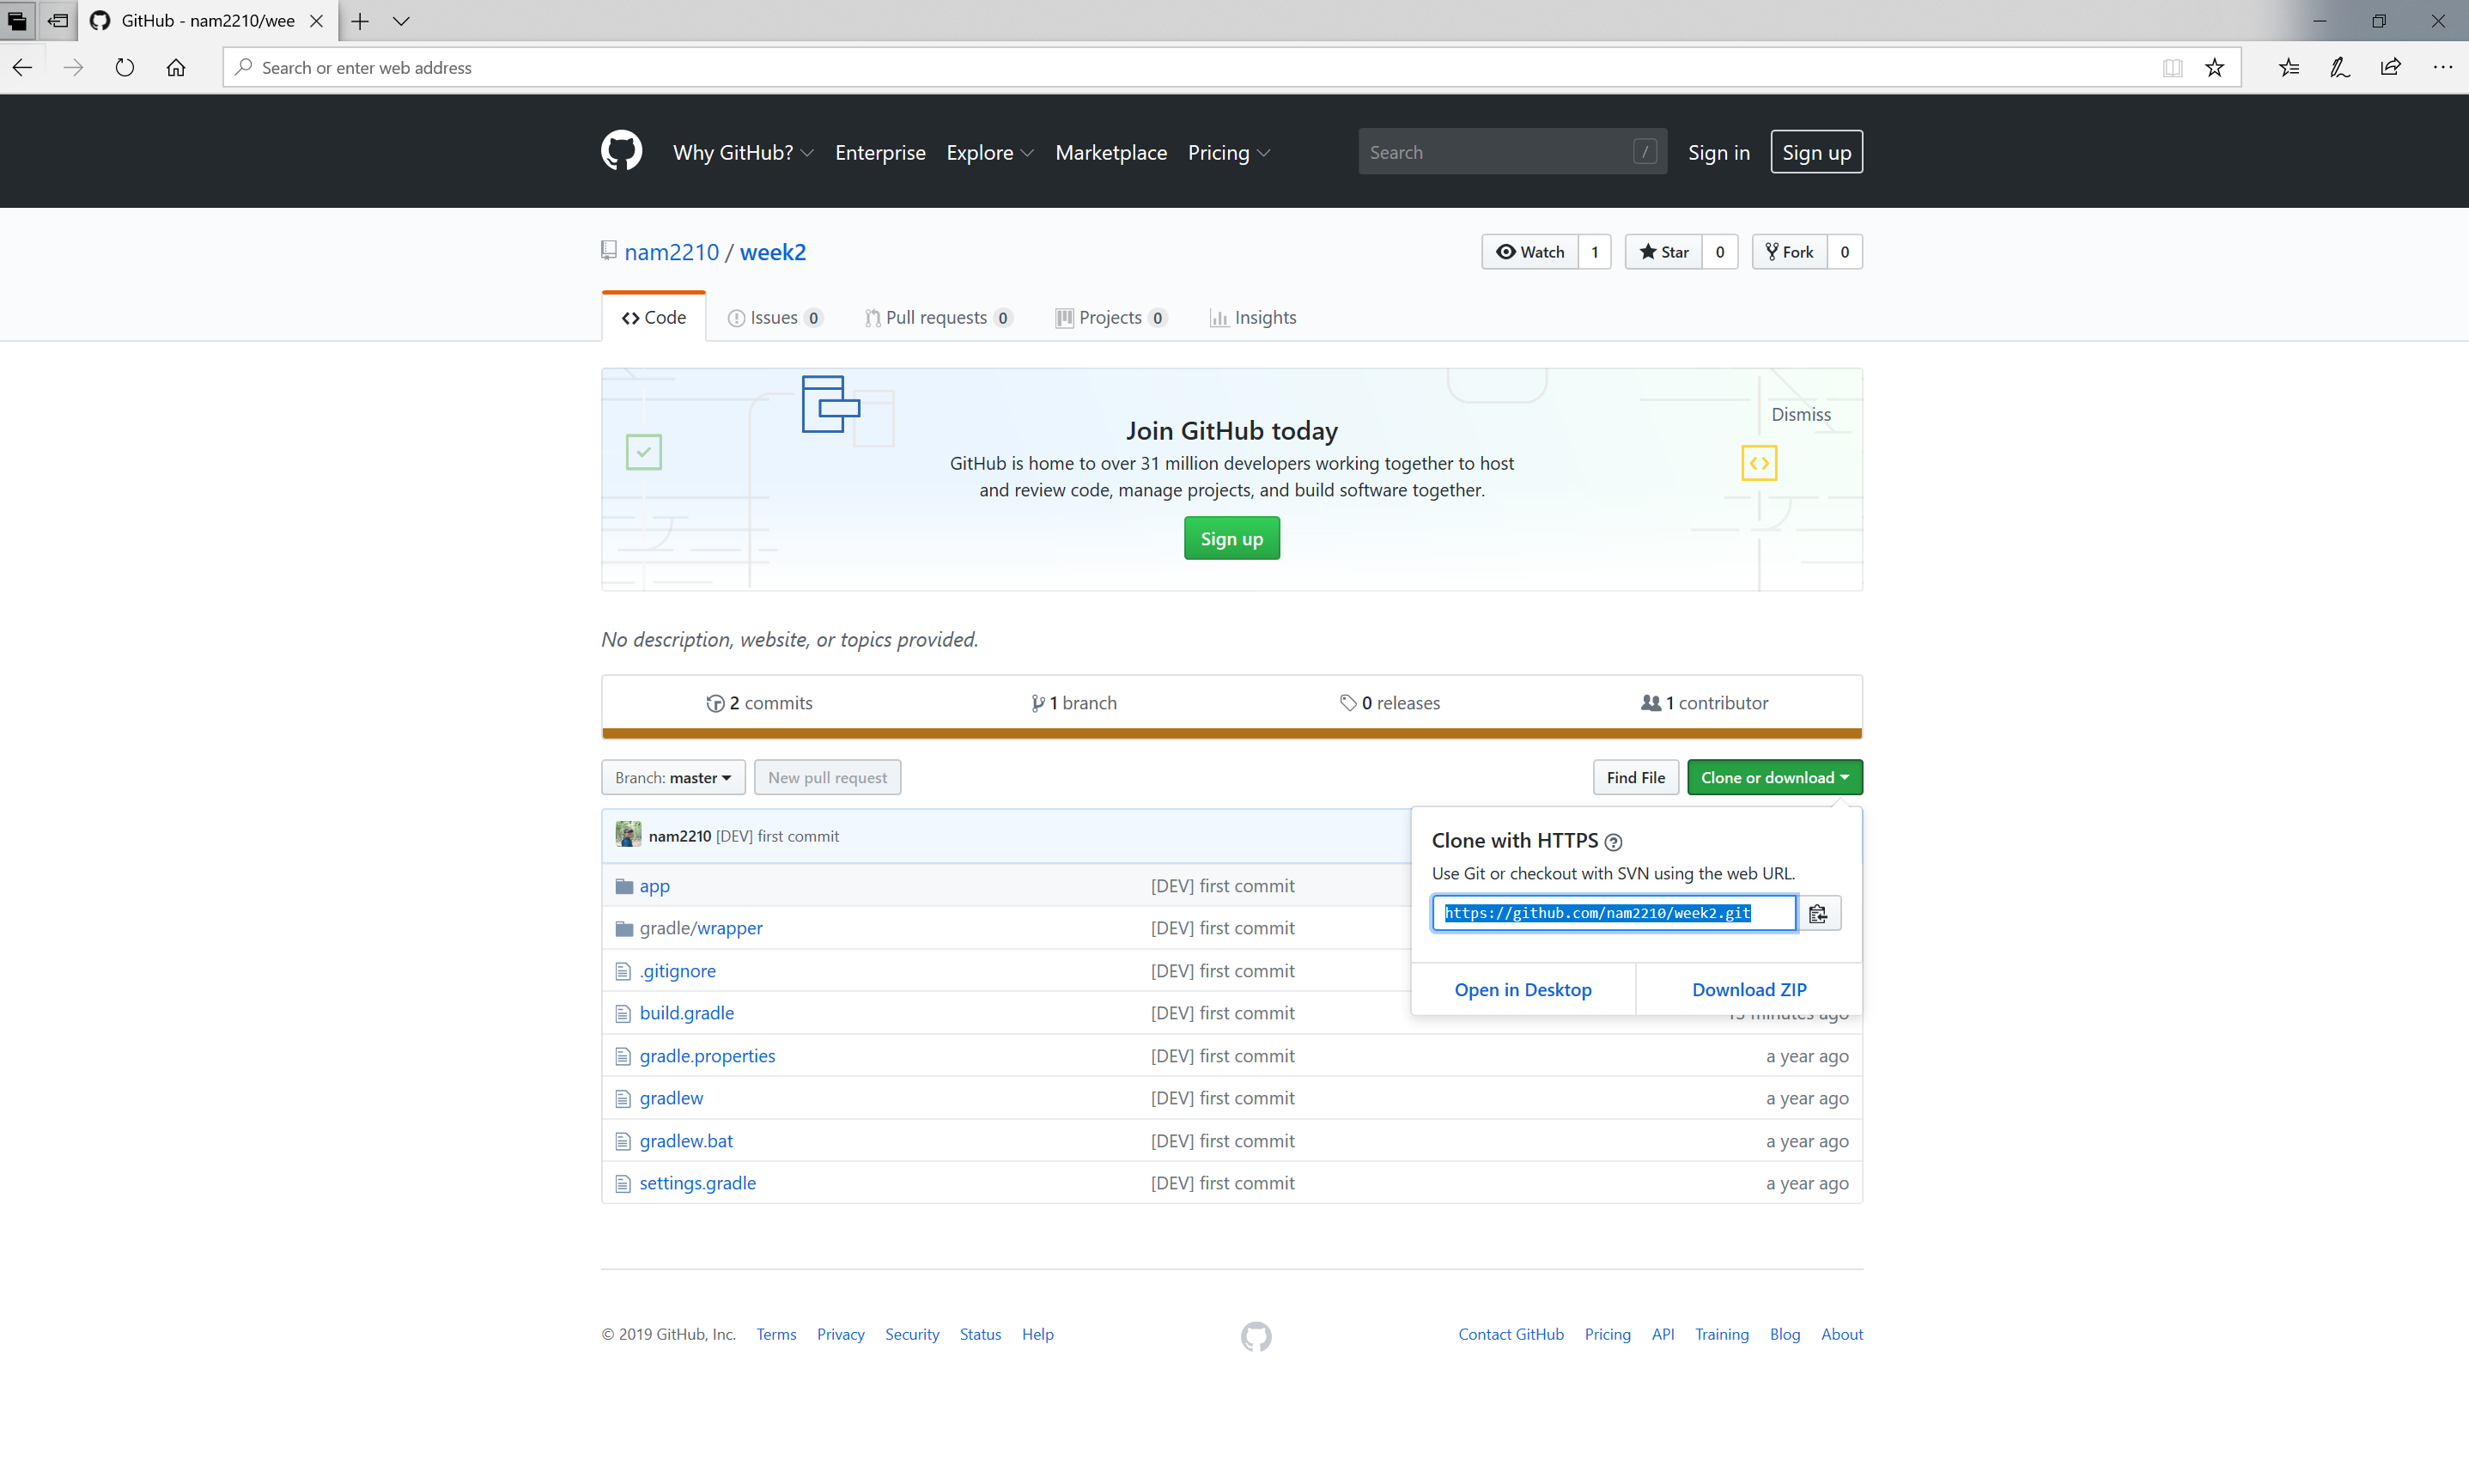 GitHub - nam2210/wee
Search or enter web address
Why GitHub? Enterprise Explore Marketplace Pricing Search / Sign in Sign up
nam2210 / week2 Watch 1 Star 0 Fork 0
Code Issues 0 Pull requests 0 Projects 0 Insights
Dismiss
Join GitHub today
GitHub is home to over 31 million developers working together to host
and review code, manage projects, and build software together.
Sign up
No description, website, or topics provided.
2 commits 1 branch 0 releases 1 contributor
Branch: master New pull request Find File Clone or download
nam2210 [DEV] first commit
Clone with HTTPS
Use Git or checkout with SVN using the web URL.
https://github.com/nam2210/week2.git
Open in Desktop Download ZIP
app [DEV] first commit
gradle/wrapper [DEV] first commit
.gitignore [DEV] first commit
build.gradle [DEV] first commit minutes ago
gradle.properties [DEV] first commit a year ago
gradlew [DEV] first commit a year ago
gradlew.bat [DEV] first commit a year ago
settings.gradle [DEV] first commit a year ago
© 2019 GitHub, Inc. Terms Privacy Security Status Help Contact GitHub Pricing API Training Blog About